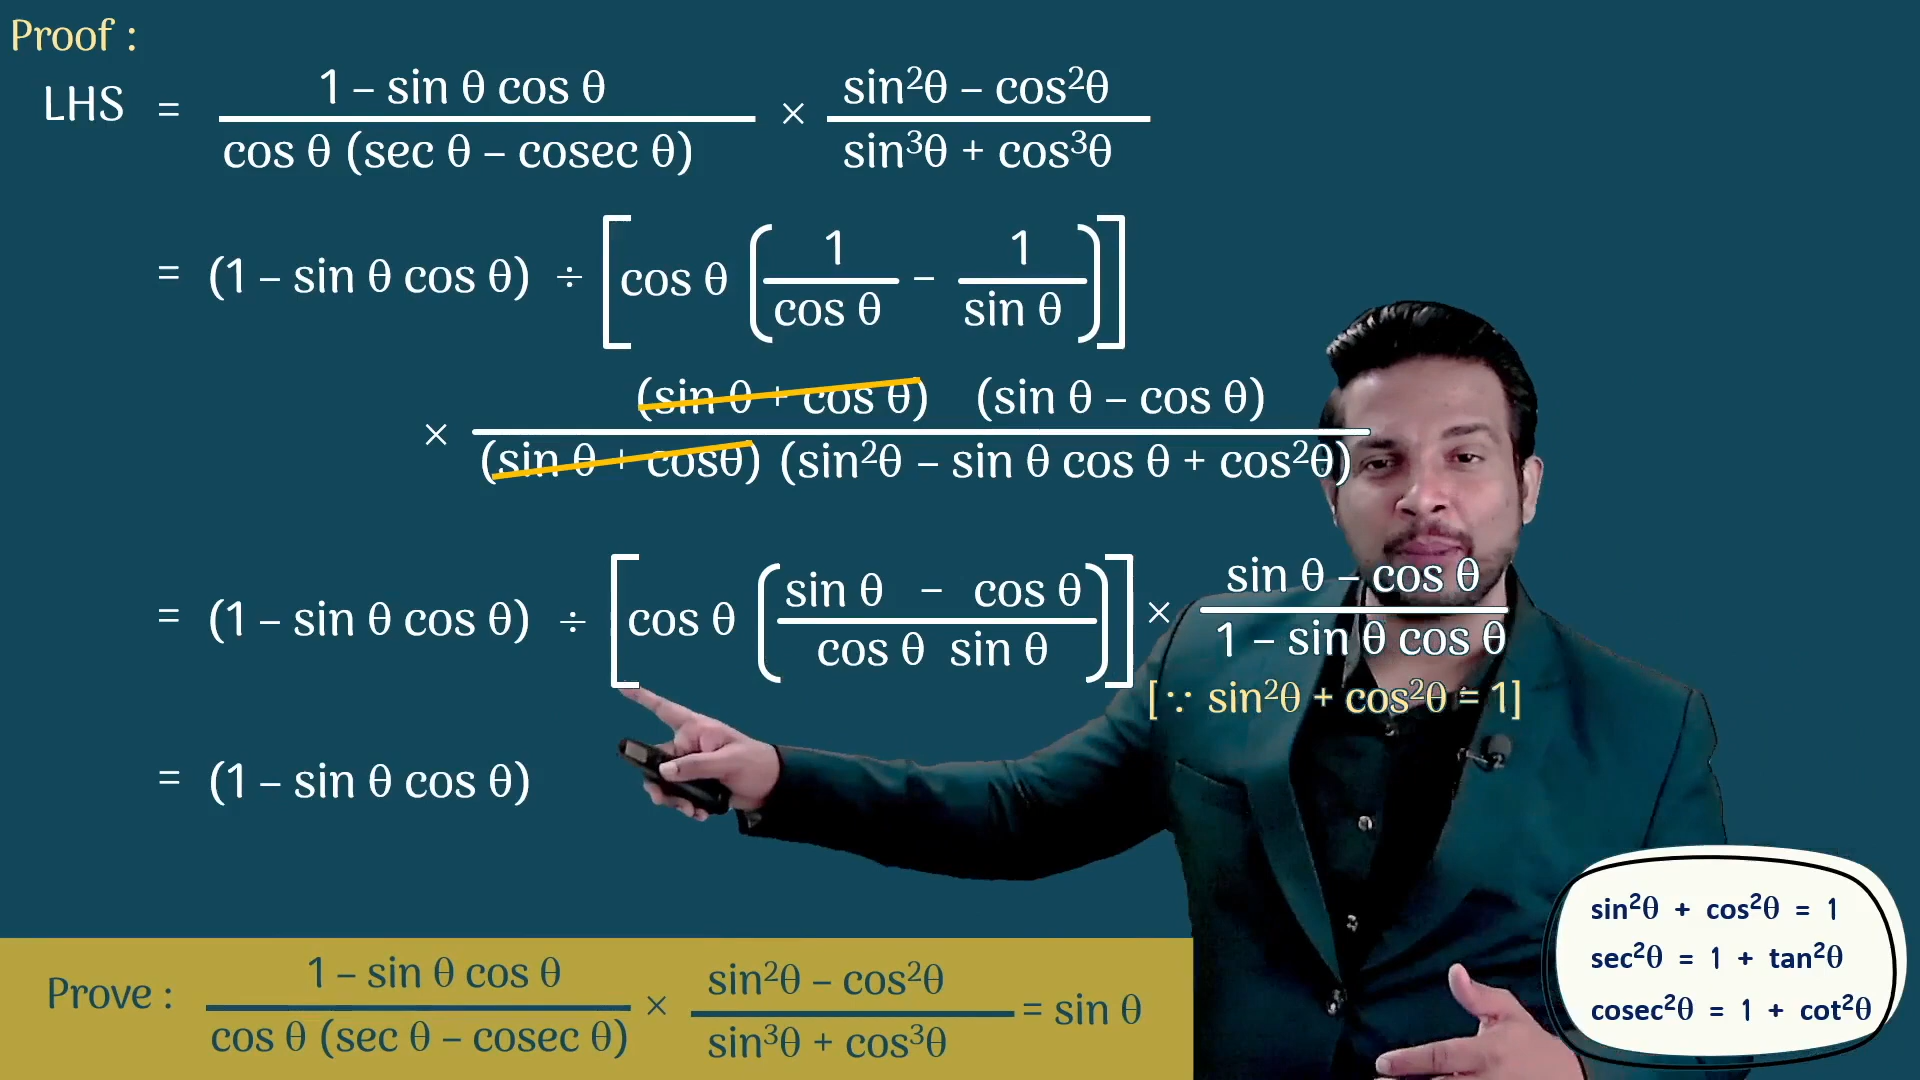 Proof :
LHS = (1 – sin θ cos θ) / (cos θ (sec θ – cosec θ)) × (sin²θ – cos²θ) / (sin³θ + cos³θ)
= (1 – sin θ cos θ) ÷ [cos θ (1 / cos θ – 1 / sin θ)]
× (sin θ + cos θ) (sin θ – cos θ) / (sin θ + cosθ) (sin²θ – sin θ cos θ + cos²θ)
= (1 – sin θ cos θ) ÷ [cos θ (sin θ – cos θ / cos θ sin θ)] × sin θ – cos θ / 1 – sin θ cos θ
[∵ sin²θ + cos²θ = 1]
= (1 – sin θ cos θ)
Prove : (1 – sin θ cos θ) / (cos θ (sec θ – cosec θ)) × (sin²θ – cos²θ) / (sin³θ + cos³θ) = sin θ
sin²θ + cos²θ = 1
sec²θ = 1 + tan²θ
cosec²θ = 1 + cot²θ